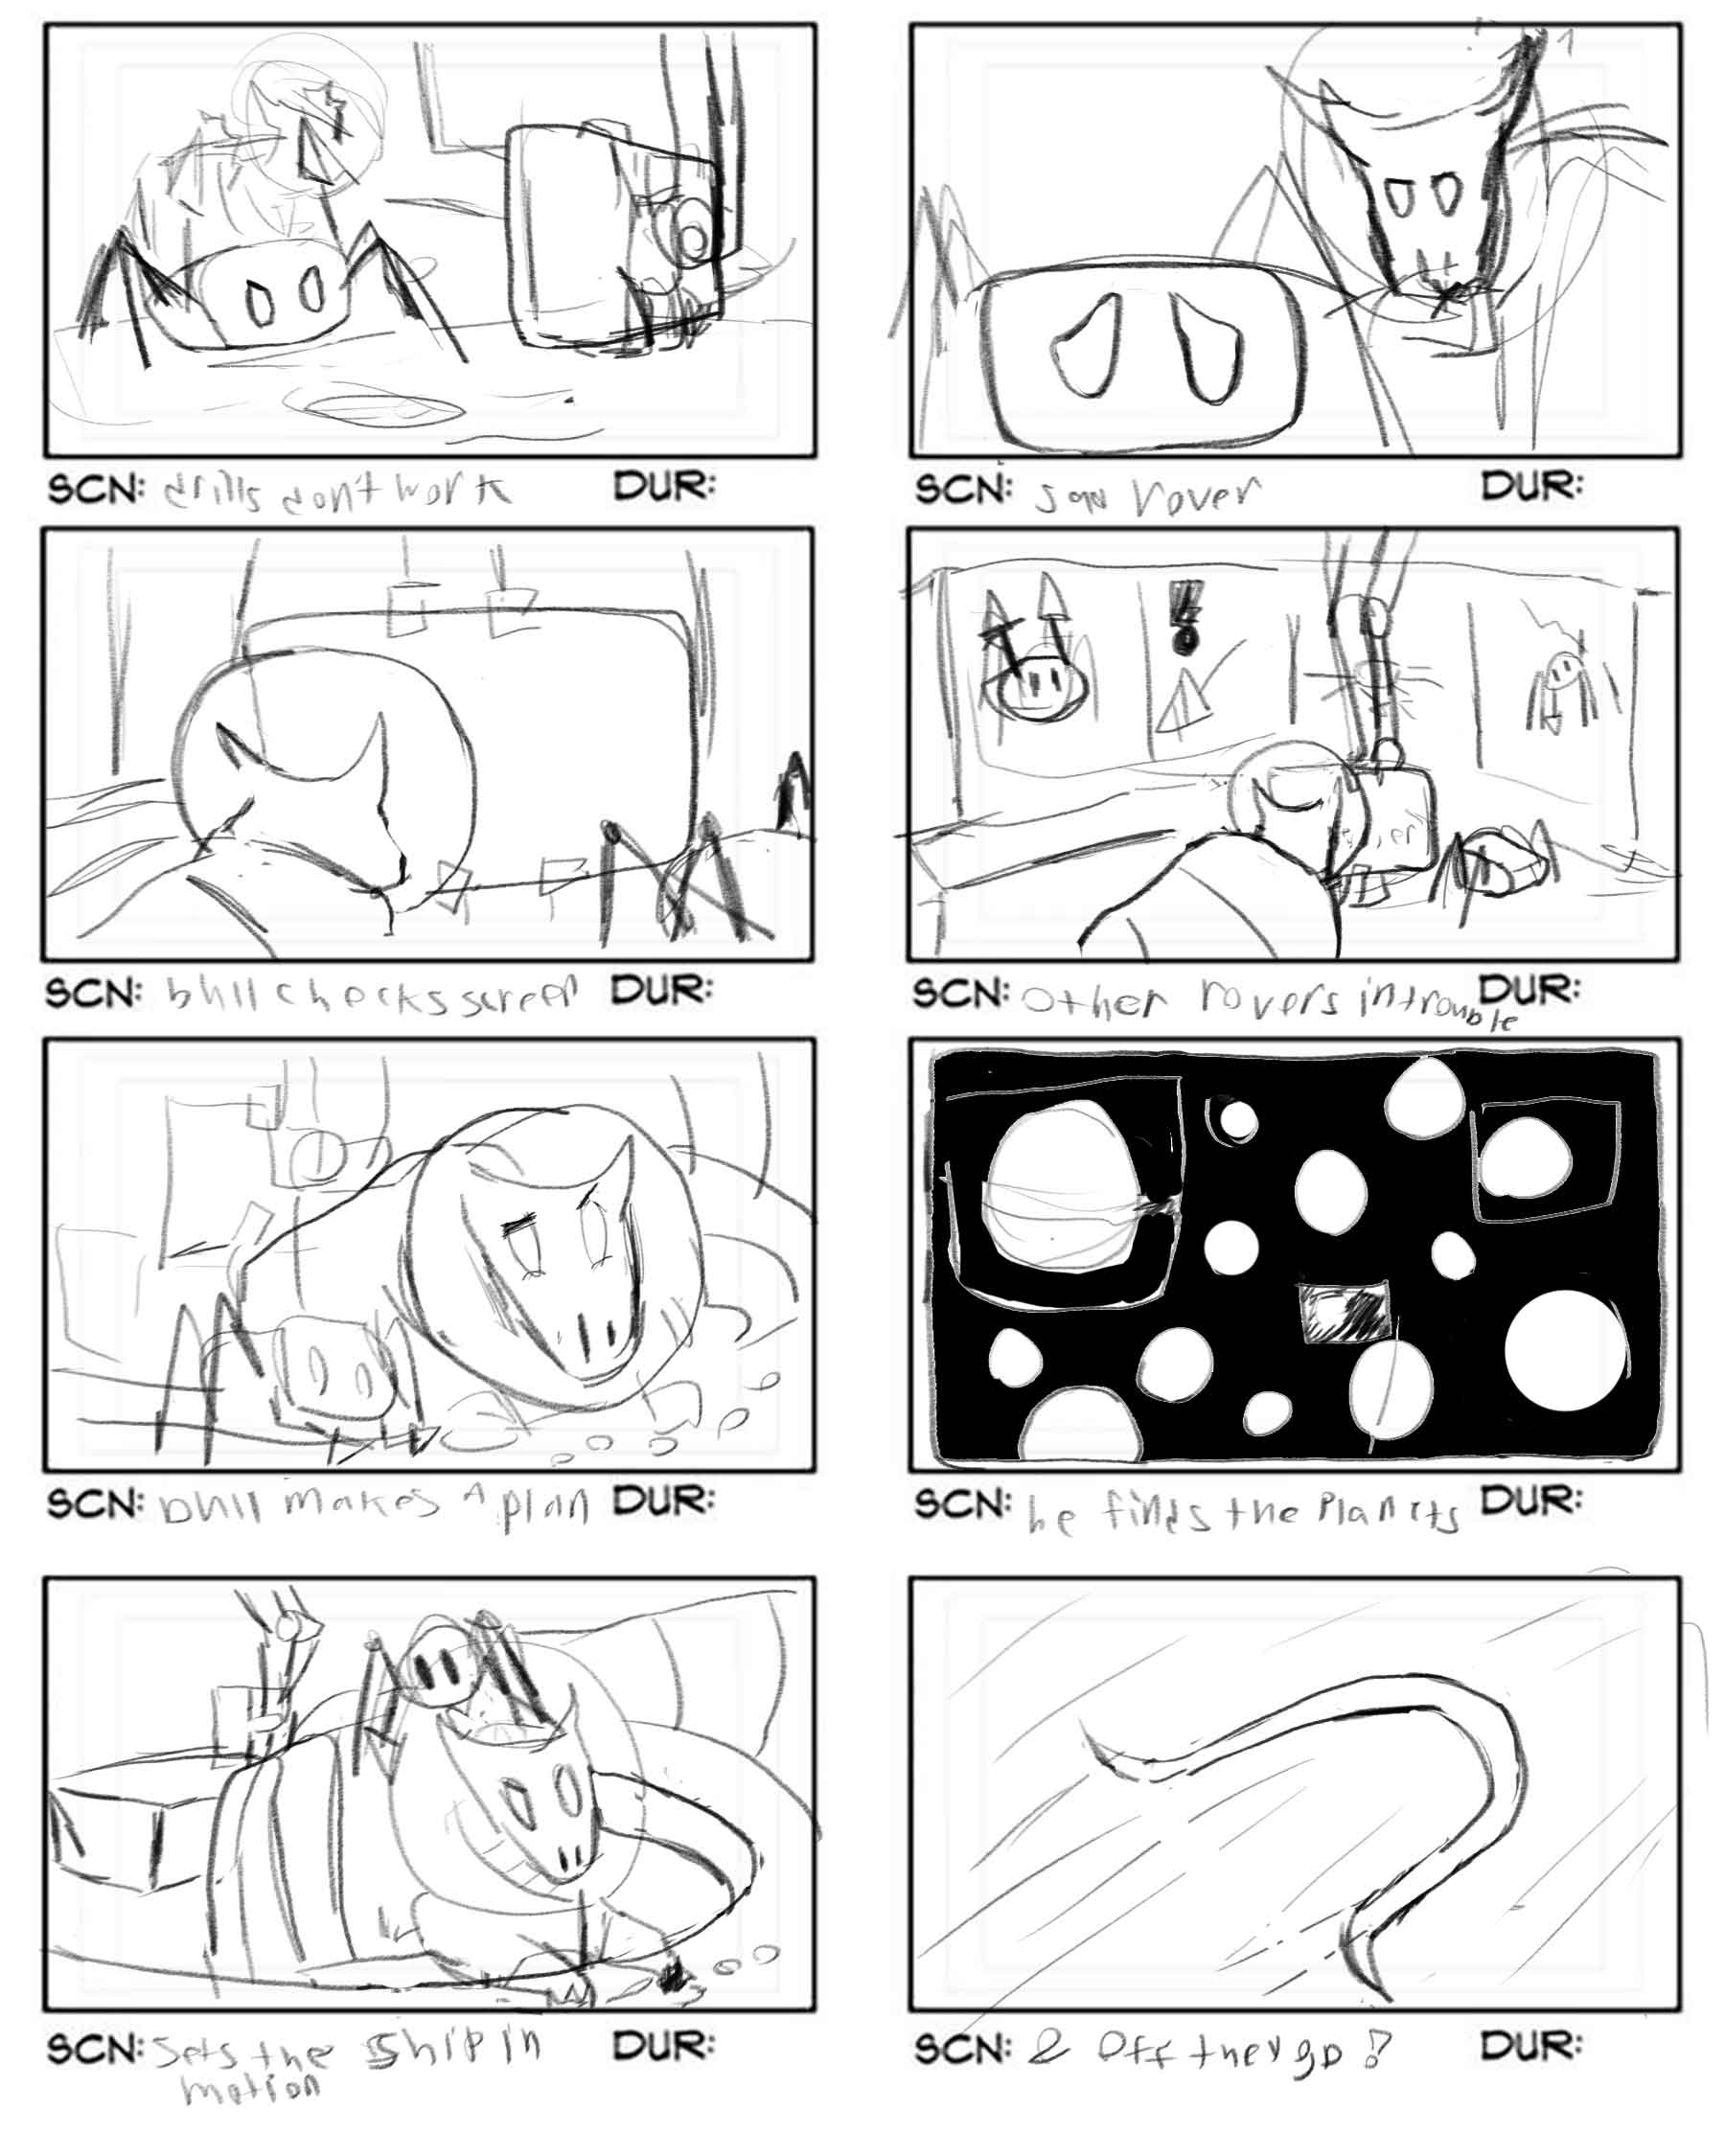 SCN: drills don't work DUR:
SCN: sad rover DUR:
SCN: bhll checks screen DUR:
SCN: Other rovers in trouble DUR:
SCN: bhll makes A plan DUR:
SCN: he finds the Planets DUR:
SCN: Sets the Ship in DUR:
motion
SCN: & Off they go! DUR: